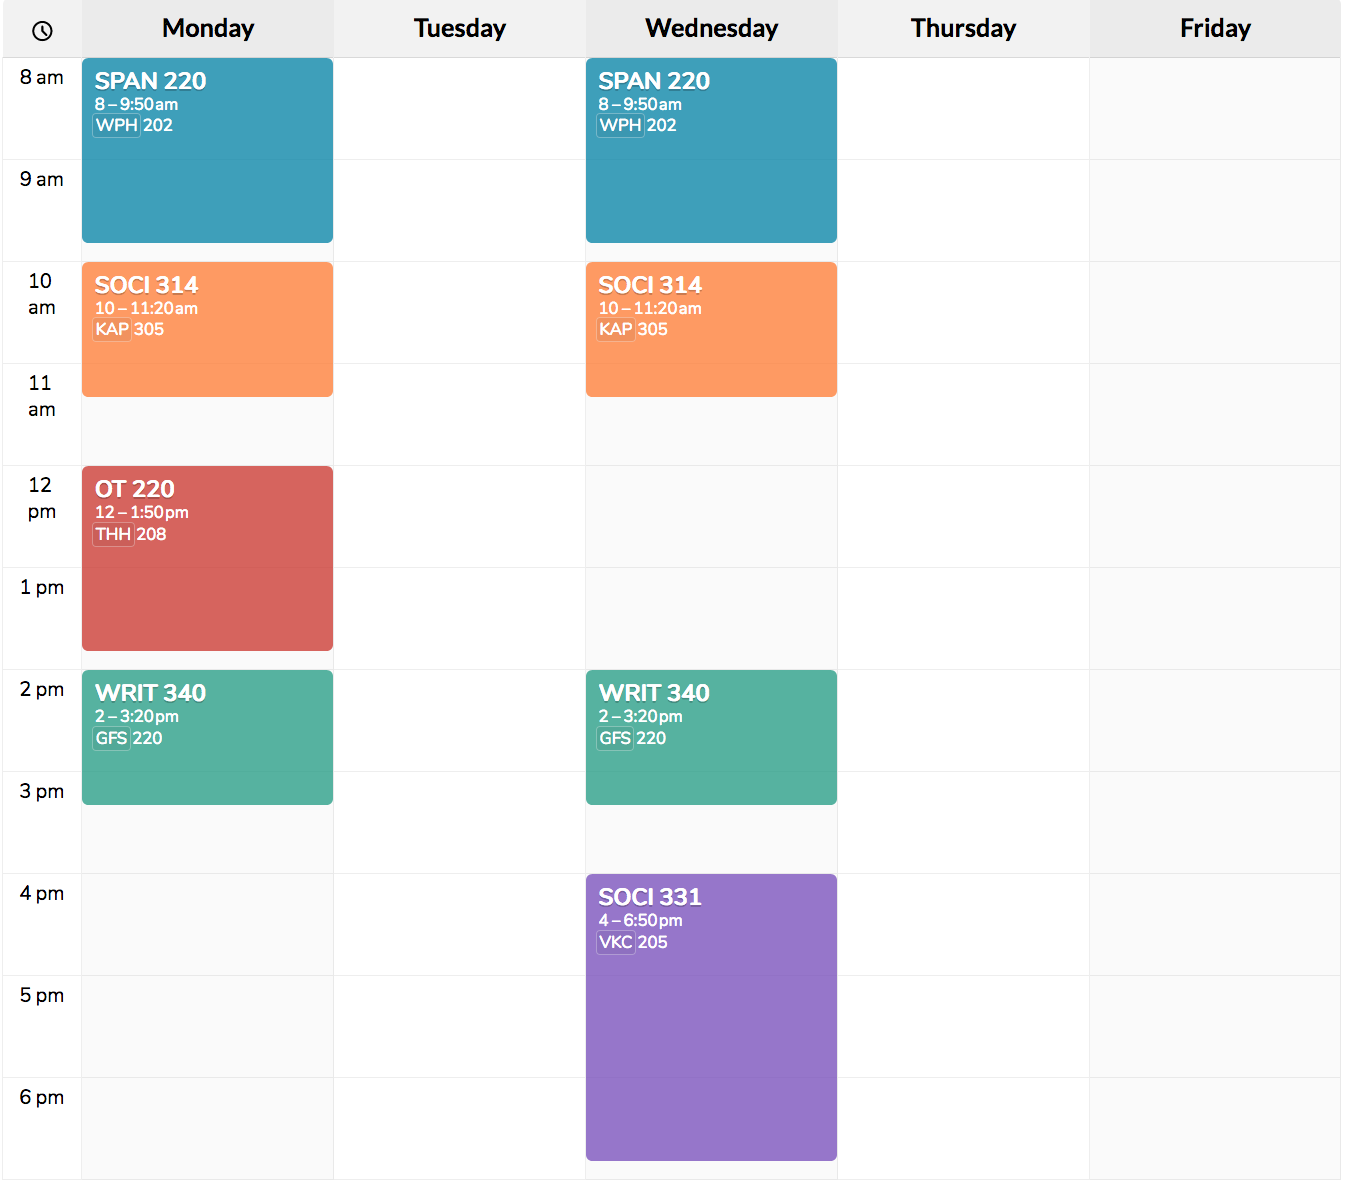 Monday Tuesday Wednesday Thursday Friday
8 am
SPAN 220
8 – 9:50am
WPH 202
SPAN 220
8 – 9:50am
WPH 202
9 am
10
am
SOCI 314
10 – 11:20am
KAP 305
SOCI 314
10 – 11:20am
KAP 305
11
am
12
pm
OT 220
12 – 1:50pm
THH 208
1 pm
2 pm
WRIT 340
2 – 3:20pm
GFS 220
WRIT 340
2 – 3:20pm
GFS 220
3 pm
4 pm
SOCI 331
4 – 6:50pm
VKC 205
5 pm
6 pm